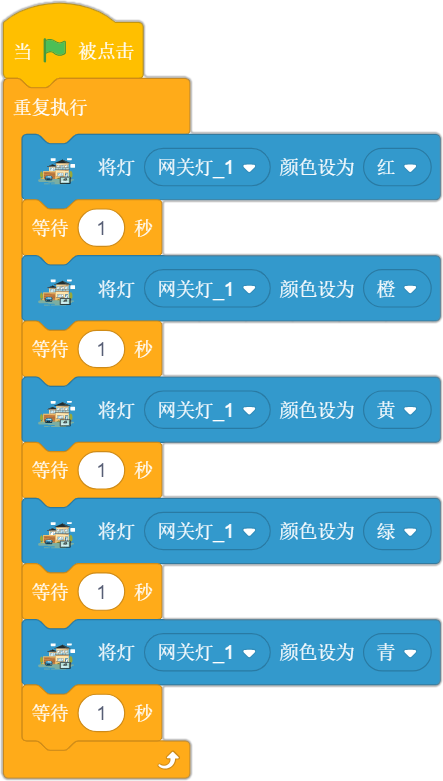 当 被点击
重复执行
将灯 网关灯_1 颜色设为 红
等待 1 秒
将灯 网关灯_1 颜色设为 橙
等待 1 秒
将灯 网关灯_1 颜色设为 黄
等待 1 秒
将灯 网关灯_1 颜色设为 绿
等待 1 秒
将灯 网关灯_1 颜色设为 青
等待 1 秒